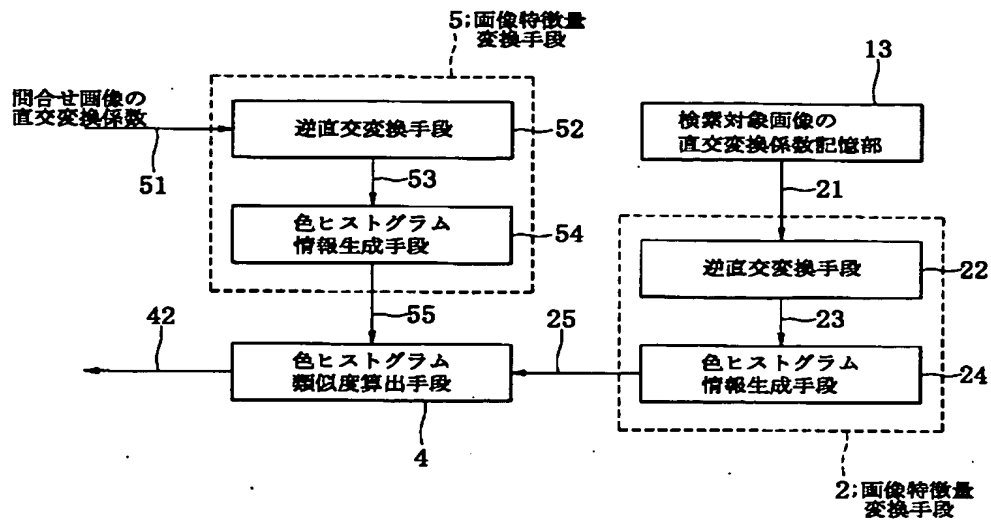 5;画像特徴量
変換手段
問合せ画像の
直交変換係数
51
逆直交変換手段
52
53
色ヒストグラム
情報生成手段
54
55
13
検索対象画像の
直交変換係数記憶部
21
逆直交変換手段
22
23
色ヒストグラム
情報生成手段
24
25
42
色ヒストグラム
類似度算出手段
4
2;画像特徴量
変換手段